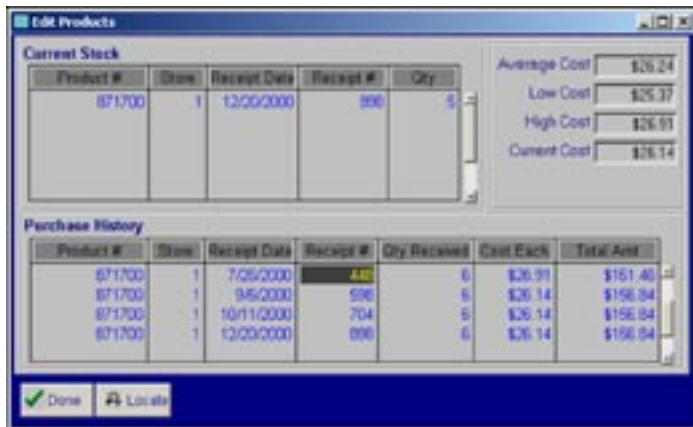 Edit Products
Current Stock
Product # Store Receipt Date Receipt # Qty
871700 1 12/20/2000 898 5
Average Cost $26.24
Low Cost $25.37
High Cost $26.91
Current Cost $26.14
Purchase History
Product # Store Receipt Date Receipt # Qty Received Cost Each Total Amt
871700 1 7/26/2000 6 $26.91 $161.46
871700 1 9/6/2000 598 6 $26.14 $156.84
871700 1 10/11/2000 704 6 $26.14 $156.84
871700 1 12/20/2000 898 6 $26.14 $156.84
Done Locate